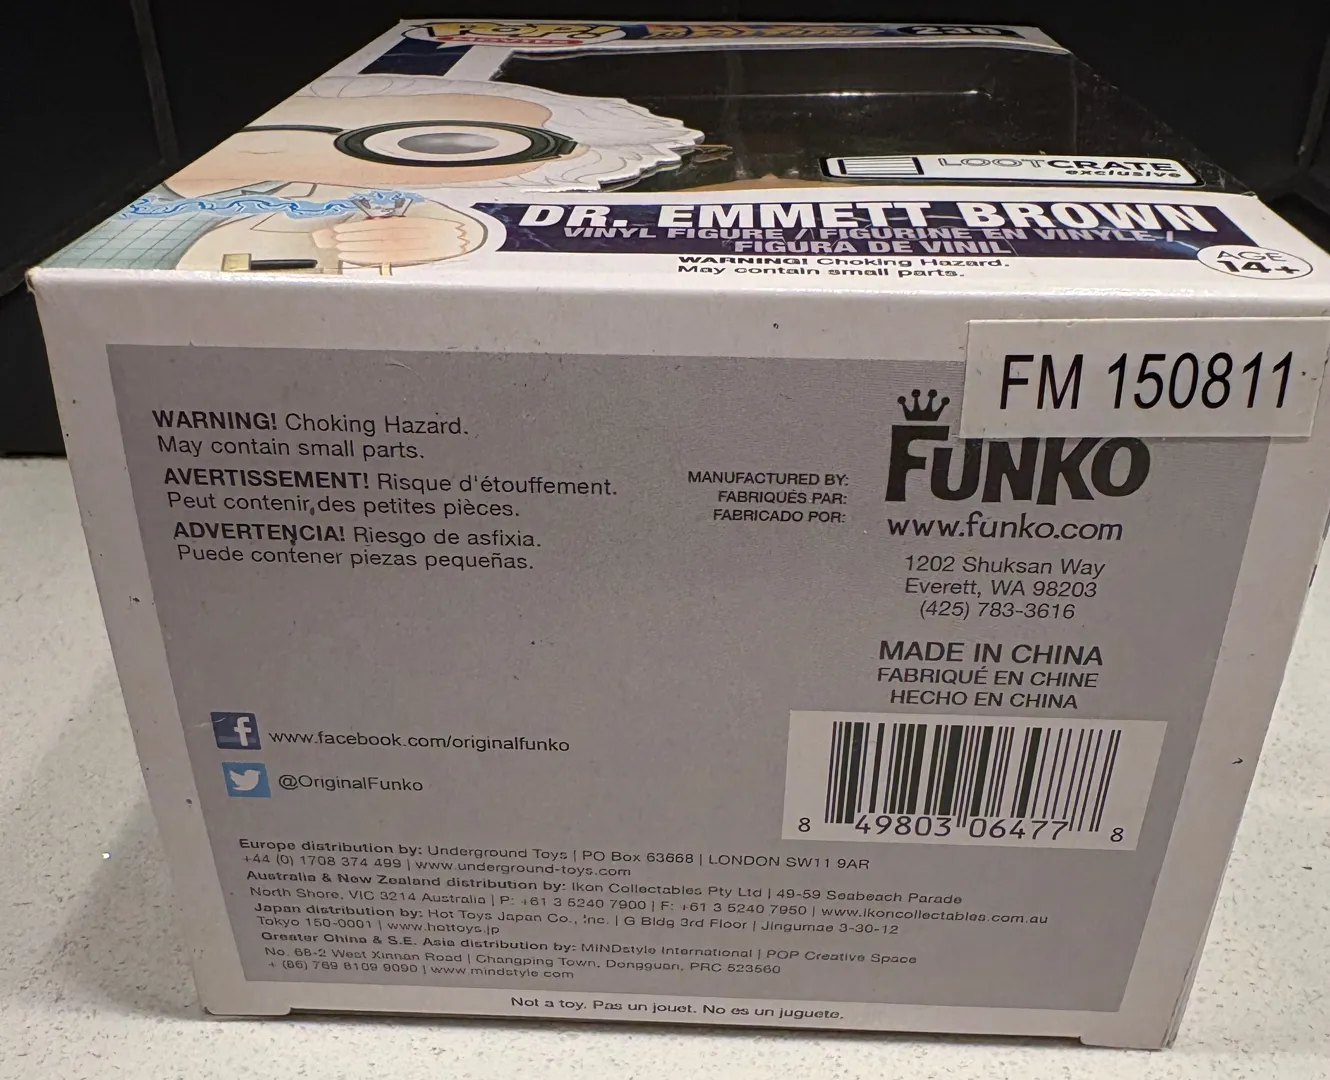 POP!
MOVIES
236
LOOTCRATE
exclusive
DR. EMMETT BROWN
VINYL FIGURE / FIGURINE EN VINYLE /
FIGURA DE VINIL
WARNING! Choking Hazard.
May contain small parts.
AGE
14+
FM 150811
WARNING! Choking Hazard.
May contain small parts.
AVERTISSEMENT! Risque d'étouffement.
Peut contenir des petites pièces.
ADVERTENCIA! Riesgo de asfixia.
Puede contener piezas pequeñas.
MANUFACTURED BY:
FABRIQUÉS PAR:
FABRICADO POR:
FUNKO
www.funko.com
1202 Shuksan Way
Everett, WA 98203
(425) 783-3616
MADE IN CHINA
FABRIQUÉ EN CHINE
HECHO EN CHINA
www.facebook.com/originalfunko
@OriginalFunko
8 49803 06477 8
Europe distribution by: Underground Toys | PO Box 63668 | LONDON SW11 9AR
+44 (0) 1708 374 499 | www.underground-toys.com
Australia & New Zealand distribution by: Ikon Collectables Pty Ltd | 49-59 Seabeach Parade
North Shore, VIC 3214 Australia | P: +61 3 5240 7900 | F: +61 3 5240 7950 | www.ikoncollectables.com.au
Japan distribution by: Hot Toys Japan Co., Inc. | G Bldg 3rd Floor | Jingumae 3-30-12
Tokyo 150-0001 | www.hottoys.jp
Greater China & S.E. Asia distribution by: MINDstyle International | POP Creative Space
No. 68-2 West Xinnan Road | Changping Town, Dongguan, PRC 523560
+ (86) 769 8109 9090 | www.mindstyle.com
Not a toy. Pas un jouet. No es un juguete.